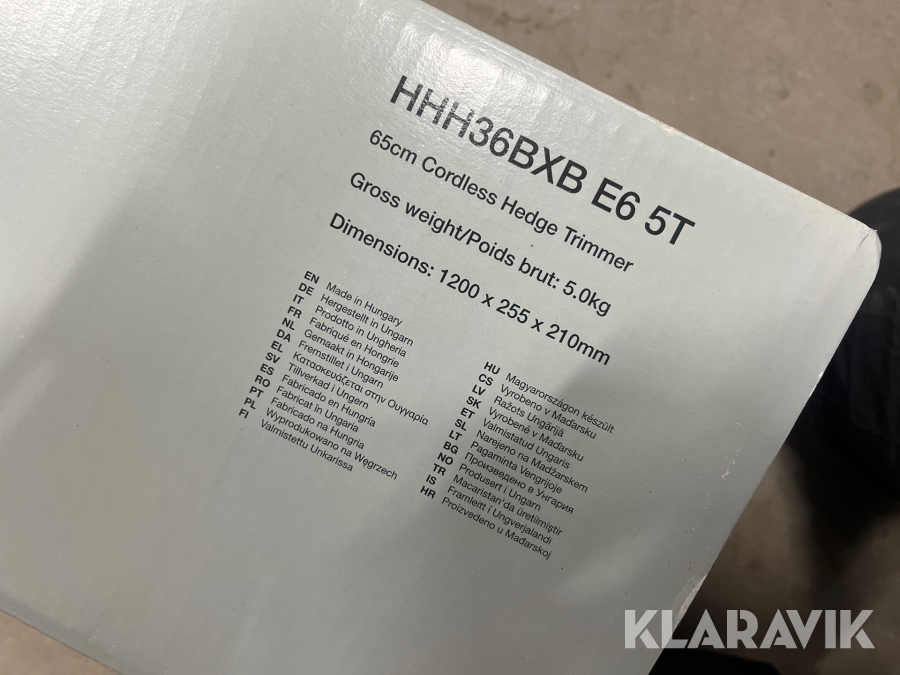 HHH36BXB E6 5T
65cm Cordless Hedge Trimmer
Gross weight/Poids brut: 5.0kg
Dimensions: 1200 x 255 x 210mm
EN Made in Hungary
DE Hergestellt in Ungarn
IT Prodotto in Ungheria
FR Fabriqué en Hongrie
NL Gemaakt in Hongarije
DA Fremstillet i Ungarn
EL Κατασκευάζεται στην Ουγγαρία
SV Tillverkad i Ungern
ES Fabricado en Hungría
RO Fabricat în Ungaria
PT Fabricado na Hungria
PL Wyprodukowano na Węgrzech
FI Valmistettu Unkarissa
HU Magyarországon készült
CS Vyrobeno v Maďarsku
LV Ražots Ungārijā
SK Vyrobené v Maďarsku
ET Valmistatud Ungaris
SL Narejeno na Madžarskem
LT Pagaminta Vengrijoje
BG Произведено в Унгария
NO Produsert i Ungarn
TR Macaristan'da üretilmiştir
IS Framleitt í Ungverjalandi
HR Proizvedeno u Mađarskoj
KLARAVIK